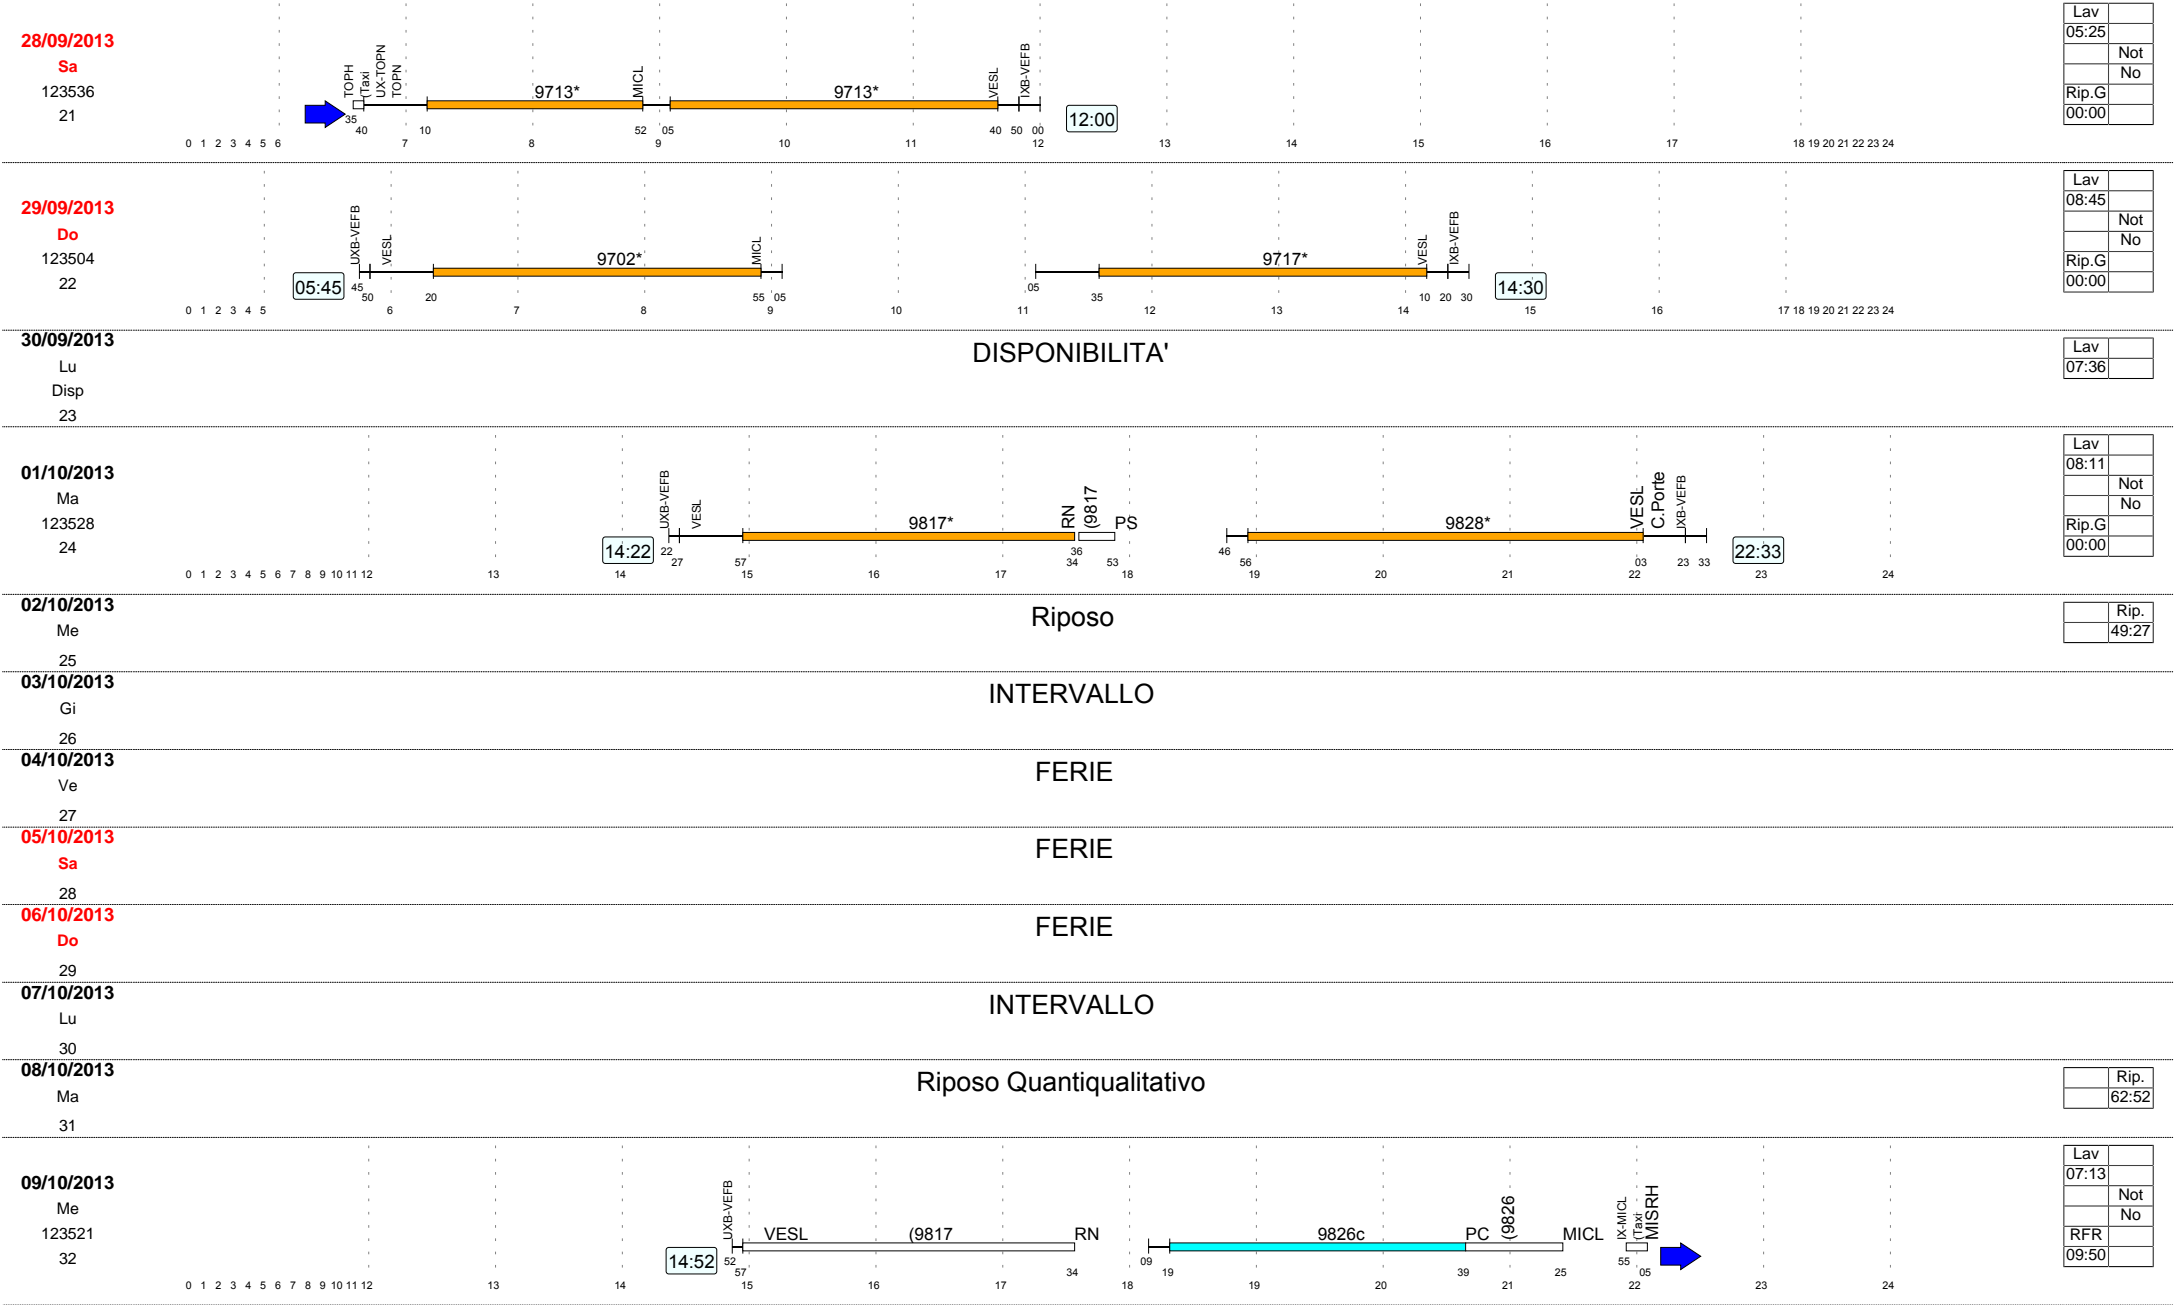 28/09/2013
Sa
123536
21
TOPH (Taxi UX-TOPN TOPN 9713* MICL 9713* VESL IXB-VEFB
35 40 10 52 05 40 50 00
12:00
0 1 2 3 4 5 6 7 8 9 10 11 12 13 14 15 16 17 18 19 20 21 22 23 24
Lav
05:25
Not
No
Rip.G
00:00
29/09/2013
Do
123504
22
05:45
UXB-VEFB VESL 9702* MICL 9717* VESL IXB-VEFB
45 50 20 55 05 05 35 10 20 30
14:30
0 1 2 3 4 5 6 7 8 9 10 11 12 13 14 15 16 17 18 19 20 21 22 23 24
Lav
08:45
Not
No
Rip.G
00:00
30/09/2013
Lu
Disp
23
DISPONIBILITA'
Lav
07:36
01/10/2013
Ma
123528
24
14:22
UXB-VEFB VESL 9817* RN (9817 PS 9828* VESL C.Porte IXB-VEFB
22 27 57 34 36 53 46 56 03 23 33
22:33
0 1 2 3 4 5 6 7 8 9 10 11 12 13 14 15 16 17 18 19 20 21 22 23 24
Lav
08:11
Not
No
Rip.G
00:00
02/10/2013
Me
25
Riposo
Rip.
49:27
03/10/2013
Gi
26
INTERVALLO
04/10/2013
Ve
27
FERIE
05/10/2013
Sa
28
FERIE
06/10/2013
Do
29
FERIE
07/10/2013
Lu
30
INTERVALLO
08/10/2013
Ma
31
Riposo Quantiqualitativo
Rip.
62:52
09/10/2013
Me
123521
32
14:52
UXB-VEFB VESL (9817 RN 9826c PC (9826 MICL IX-MICL (Taxi MISRH
52 57 34 09 19 39 25 55 05
0 1 2 3 4 5 6 7 8 9 10 11 12 13 14 15 16 17 18 19 20 21 22 23 24
Lav
07:13
Not
No
RFR
09:50